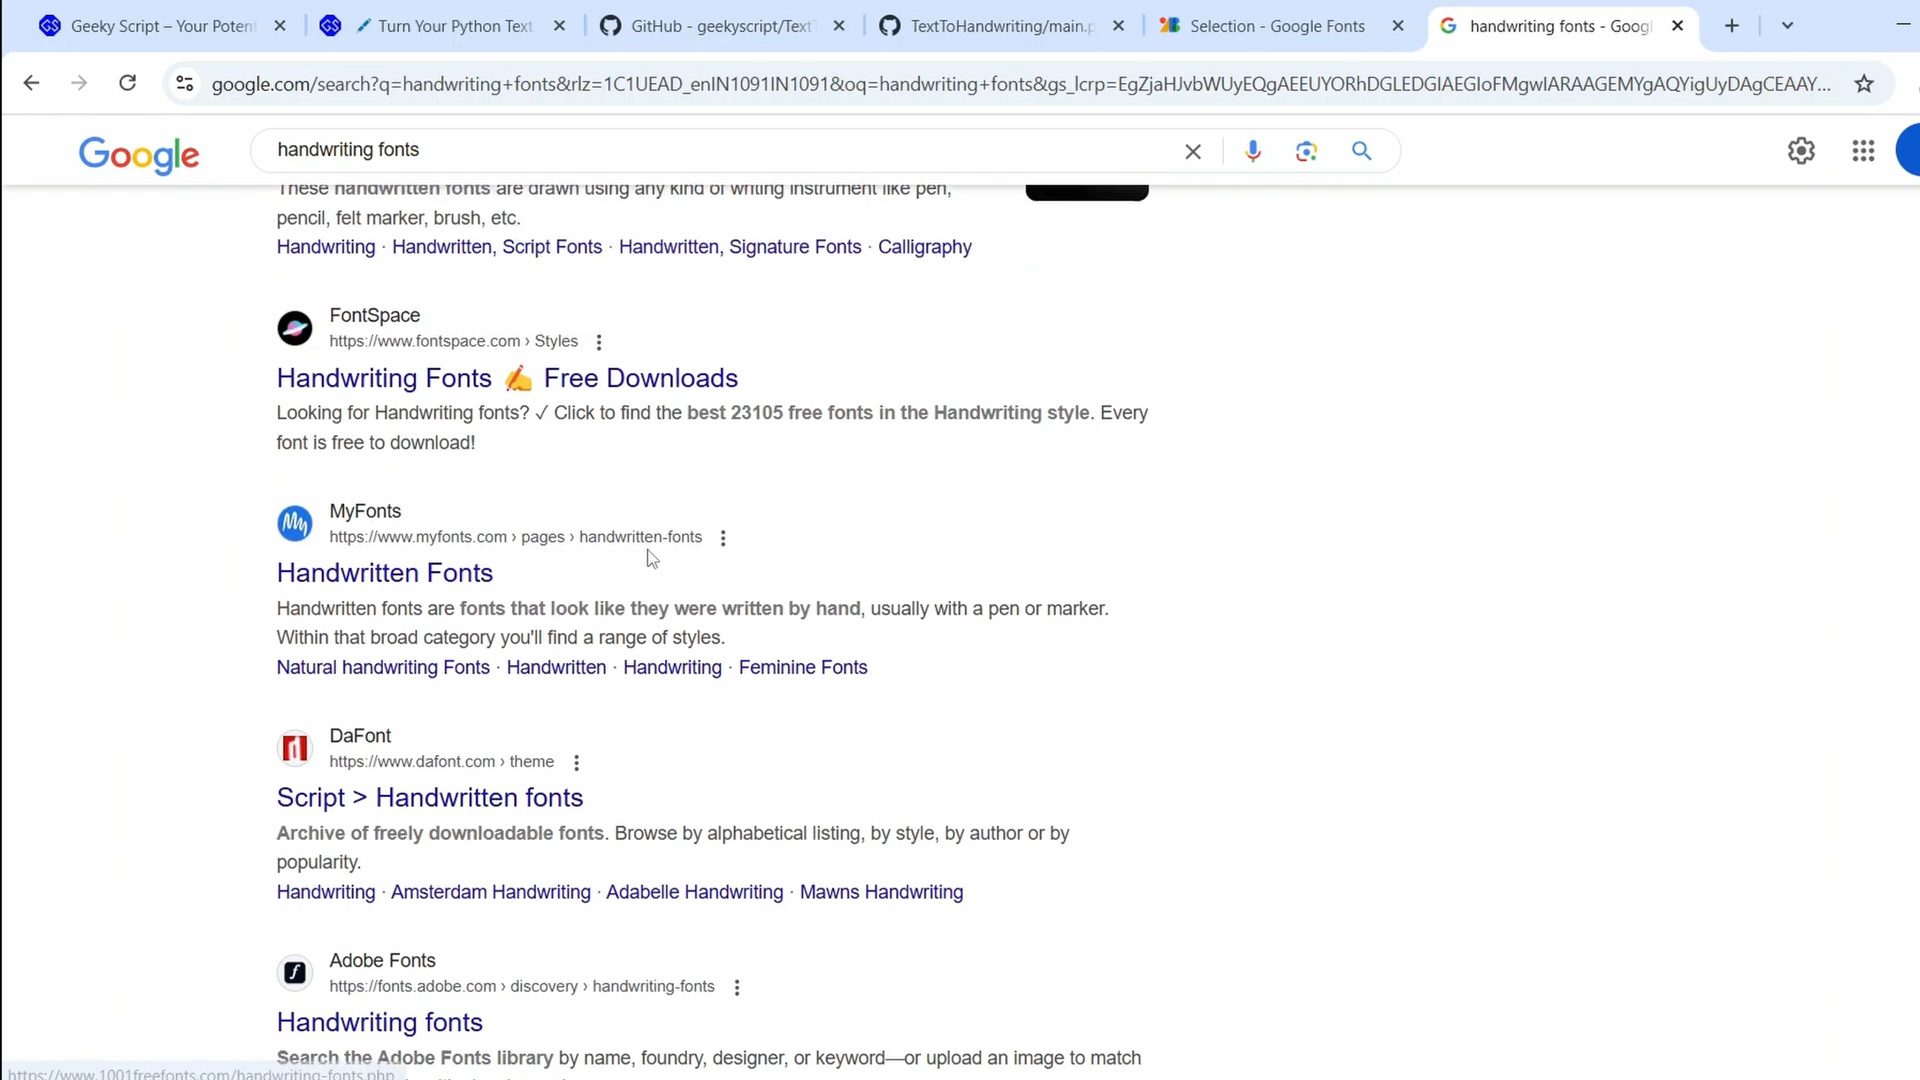 Geeky Script – Your Potent
Turn Your Python Text
GitHub - geekyscript/Text
TextToHandwriting/main.p
Selection - Google Fonts
handwriting fonts - Googl
google.com/search?q=handwriting+fonts&rlz=1C1UEAD_enIN1091IN1091&oq=handwriting+fonts&gs_lcrp=EgZjaHJvbWUyEQgAEEUYORhDGLEDGIAEGIoFMgwIARAAGEMYgAQYigUyDAgCEAAY...
Google
handwriting fonts
These handwritten fonts are drawn using any kind of writing instrument like pen,
pencil, felt marker, brush, etc.
Handwriting · Handwritten, Script Fonts · Handwritten, Signature Fonts · Calligraphy
FontSpace
https://www.fontspace.com › Styles
Handwriting Fonts ✍️ Free Downloads
Looking for Handwriting fonts? ✓ Click to find the best 23105 free fonts in the Handwriting style. Every
font is free to download!
My
MyFonts
https://www.myfonts.com › pages › handwritten-fonts
Handwritten Fonts
Handwritten fonts are fonts that look like they were written by hand, usually with a pen or marker.
Within that broad category you'll find a range of styles.
Natural handwriting Fonts · Handwritten · Handwriting · Feminine Fonts
DaFont
https://www.dafont.com › theme
Script > Handwritten fonts
Archive of freely downloadable fonts. Browse by alphabetical listing, by style, by author or by
popularity.
Handwriting · Amsterdam Handwriting · Adabelle Handwriting · Mawns Handwriting
f
Adobe Fonts
https://fonts.adobe.com › discovery › handwriting-fonts
Handwriting fonts
Search the Adobe Fonts library by name, foundry, designer, or keyword—or upload an image to match
https://www.1001freefonts.com/handwriting-fonts.php